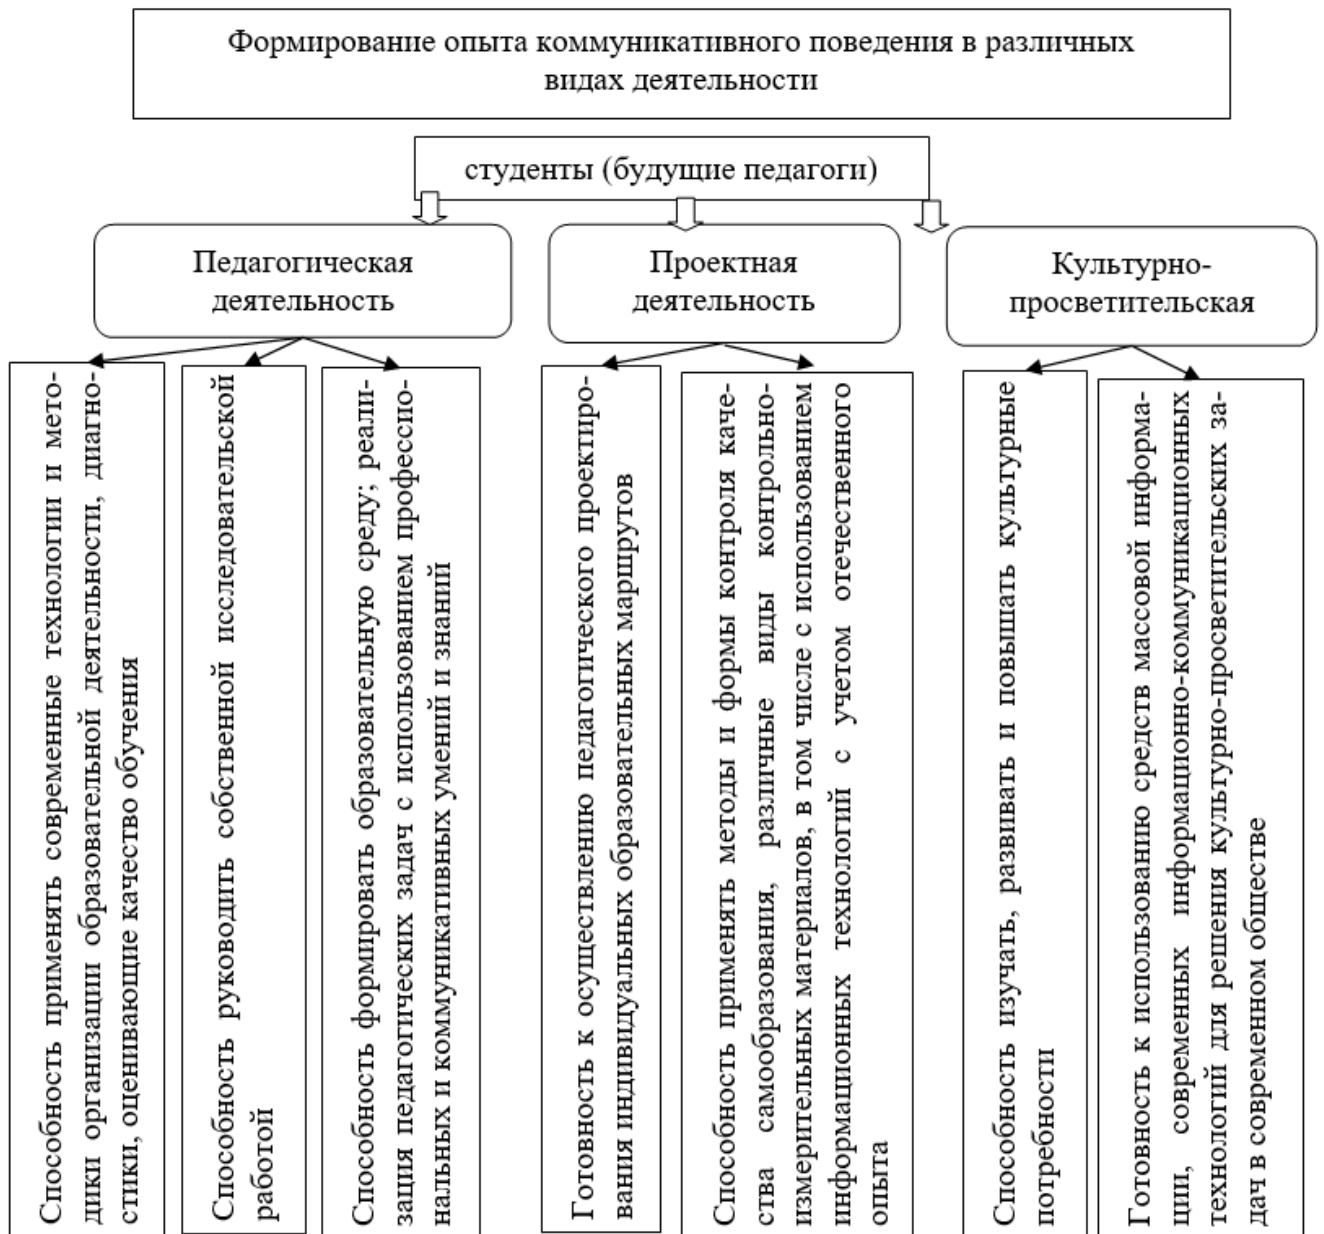 Формирование опыта коммуникативного поведения в различных
видах деятельности
студенты (будущие педагоги)
Педагогическая
деятельность
Проектная
деятельность
Культурно-
просветительская
Способность применять современные технологии и мето-
дики организации образовательной деятельности, диагно-
стики, оценивающие качество обучения
Способность руководить собственной исследовательской
работой
Способность формировать образовательную среду; реали-
зация педагогических задач с использованием профессио-
нальных и коммуникативных умений и знаний
Готовность к осуществлению педагогического проектиро-
вания индивидуальных образовательных маршрутов
Способность применять методы и формы контроля каче-
ства самообразования, различные виды контрольно-
измерительных материалов, в том числе с использованием
информационных технологий с учетом отечественного
опыта
Способность изучать, развивать и повышать культурные
потребности
Готовность к использованию средств массовой информа-
ции, современных информационно-коммуникационных
технологий для решения культурно-просветительских за-
дач в современном обществе